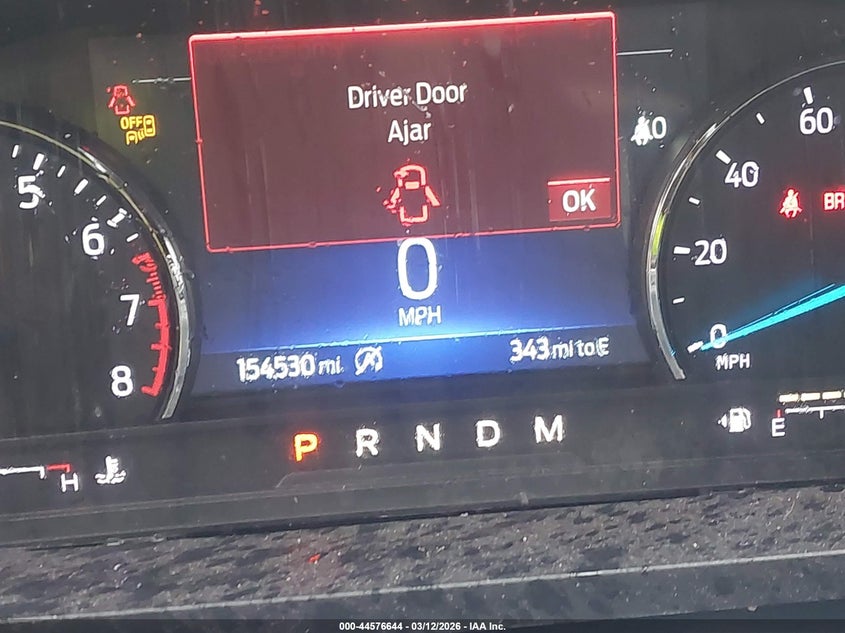 Driver Door
Ajar
OK
OFF
40
5
6
7
8
0
MPH
154530 mi
343 mi to E
60
40
20
0
MPH
BR
P R N D M
H
E
000-44576644 - 03/12/2026 - IAA Inc.